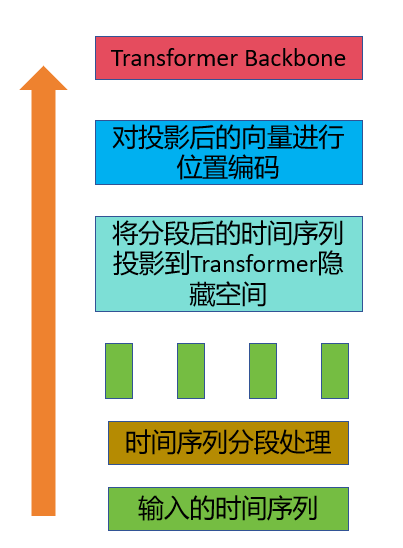 Transformer Backbone
对投影后的向量进行
位置编码
将分段后的时间序列
投影到Transformer隐
藏空间
时间序列分段处理
输入的时间序列